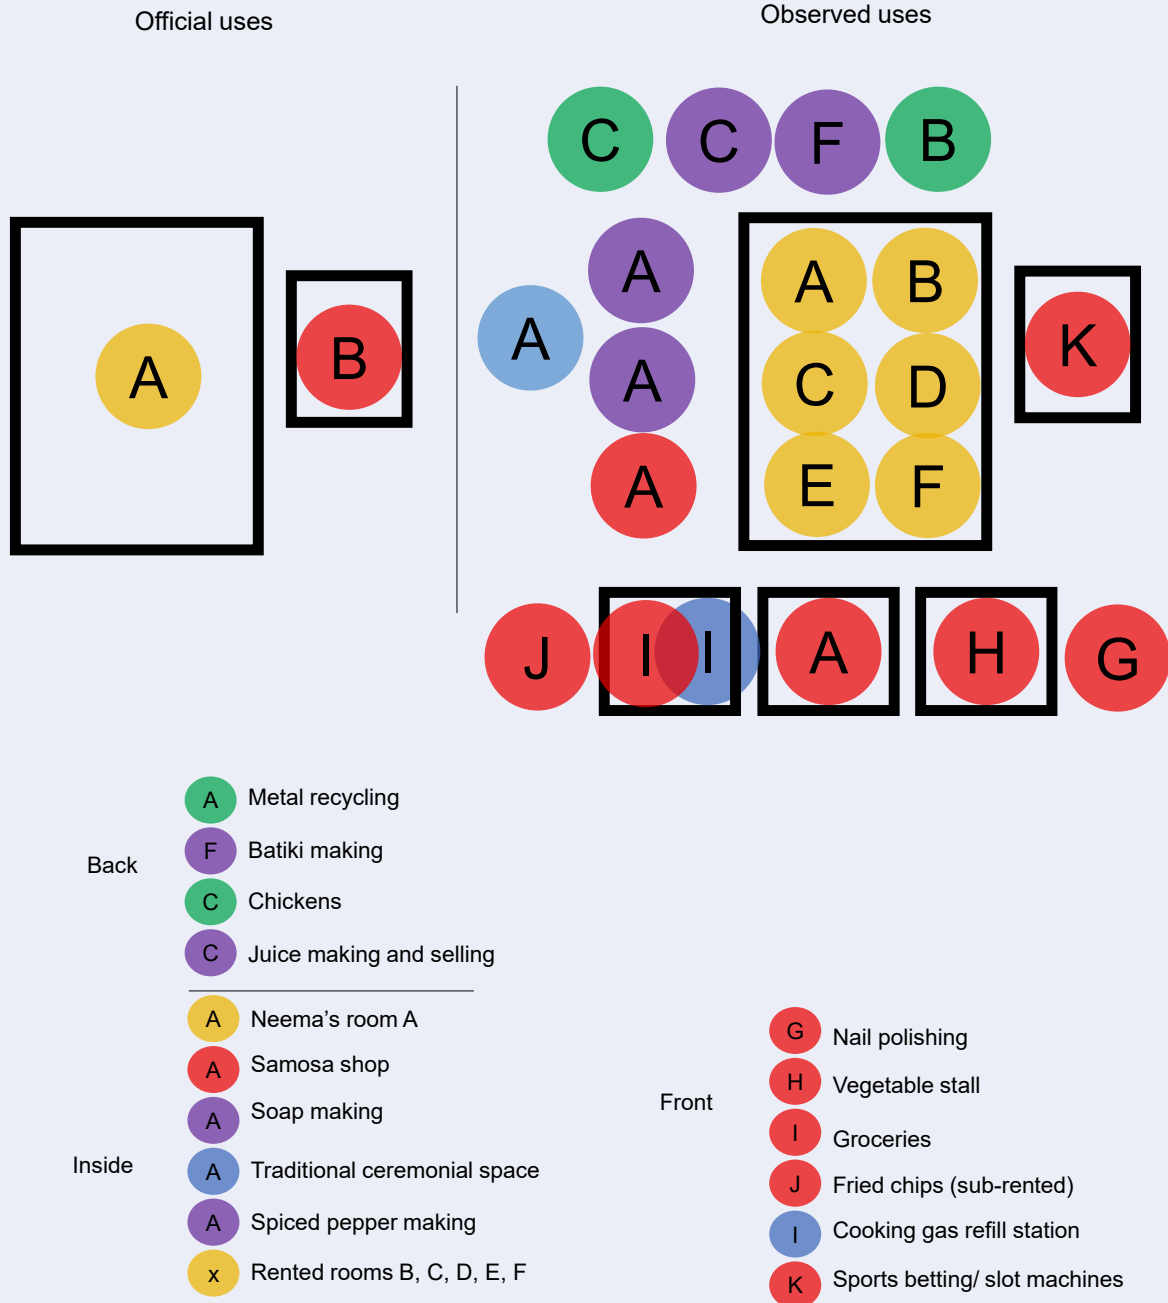 Official uses
Observed uses
C C F B
A
A B
A
B
A
K
A
C D
A
E F
J I I A H G
A Metal recycling
F Batiki making
Back
C Chickens
C Juice making and selling
A Neema's room A
A Samosa shop
A Soap making
Inside
A Traditional ceremonial space
A Spiced pepper making
x Rented rooms B, C, D, E, F
G Nail polishing
H Vegetable stall
Front
I Groceries
J Fried chips (sub-rented)
I Cooking gas refill station
K Sports betting/ slot machines